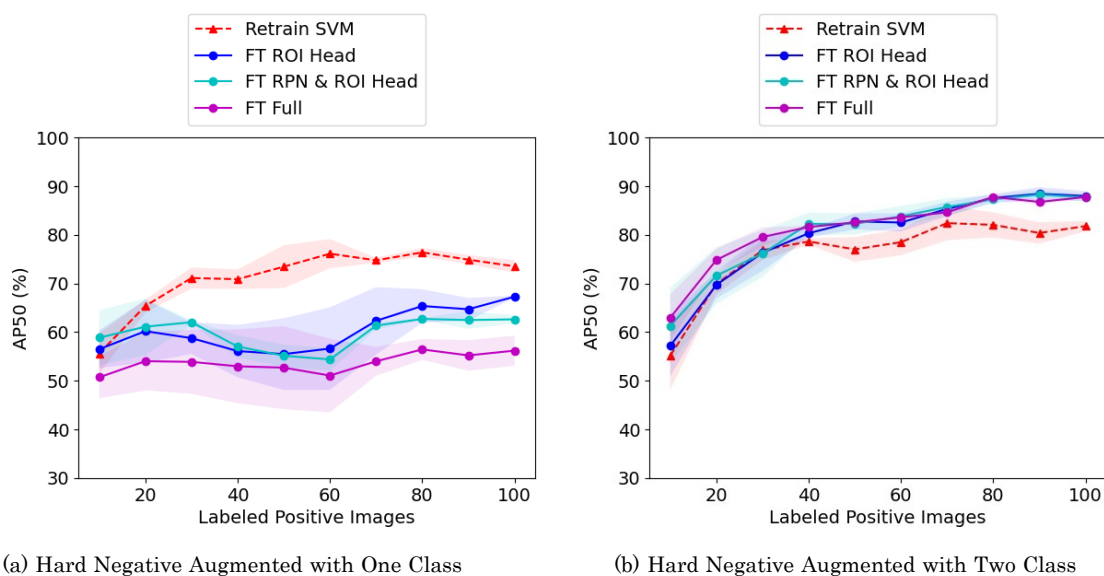 Retrain SVM
FT ROI Head
FT RPN & ROI Head
FT Full
100
90
80
70
60
50
40
30
AP50 (%)
20
40
60
80
100
Labeled Positive Images
(a) Hard Negative Augmented with One Class
Retrain SVM
FT ROI Head
FT RPN & ROI Head
FT Full
100
90
80
70
60
50
40
30
AP50 (%)
20
40
60
80
100
Labeled Positive Images
(b) Hard Negative Augmented with Two Class